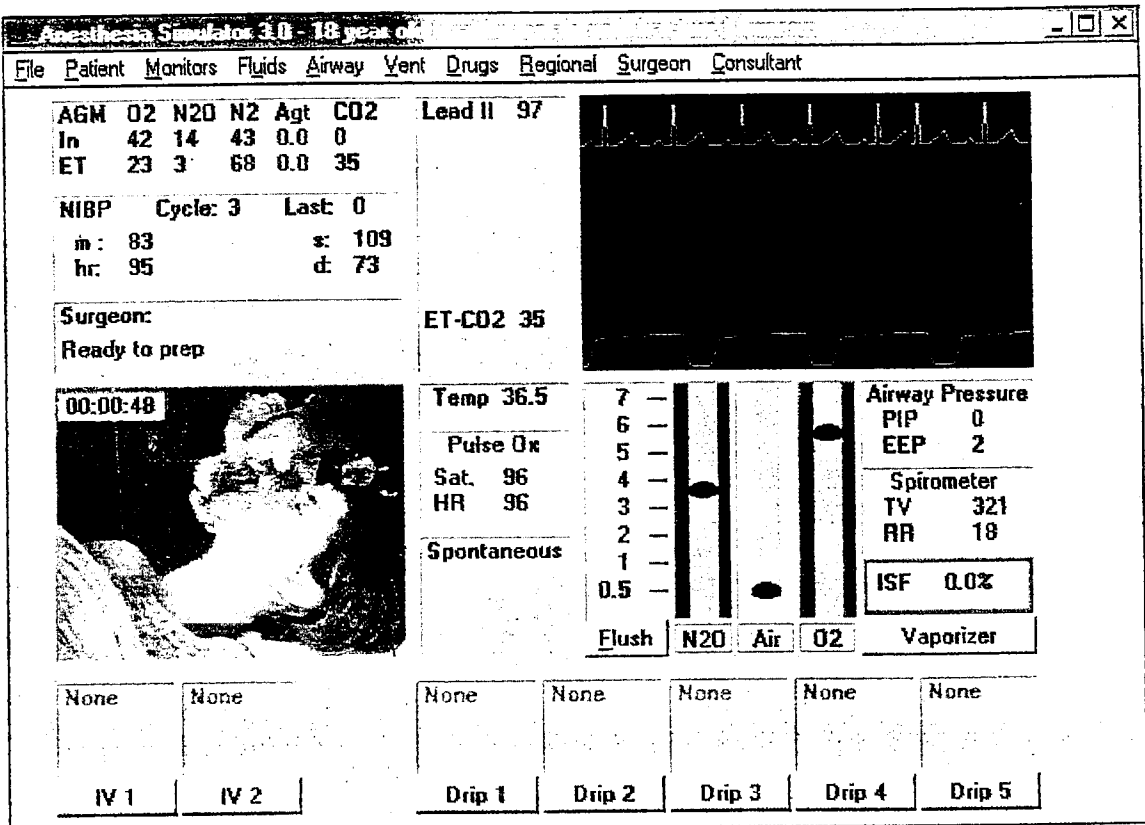 Anesthesia Simulator 3.0 - 18 year old
File Patient Monitors Fluids Airway Vent Drugs Regional Surgeon Consultant
AGM O2 N2O N2 Agt CO2
In 42 14 43 0.0 0
ET 23 3 68 0.0 35
Lead II 97
NIBP Cycle: 3 Last: 0
m : 83 s: 109
hr: 95 d: 73
Surgeon:
Ready to prep
ET-CO2 35
00:00:48
Temp 36.5
Pulse Ox
Sat. 96
HR 96
Spontaneous
7
6
5
4
3
2
1
0.5
Flush N2O Air O2
Airway Pressure
PIP 0
EEP 2
Spirometer
TV 321
RR 18
ISF 0.0%
Vaporizer
None None None None None None None
IV 1 IV 2 Drip 1 Drip 2 Drip 3 Drip 4 Drip 5